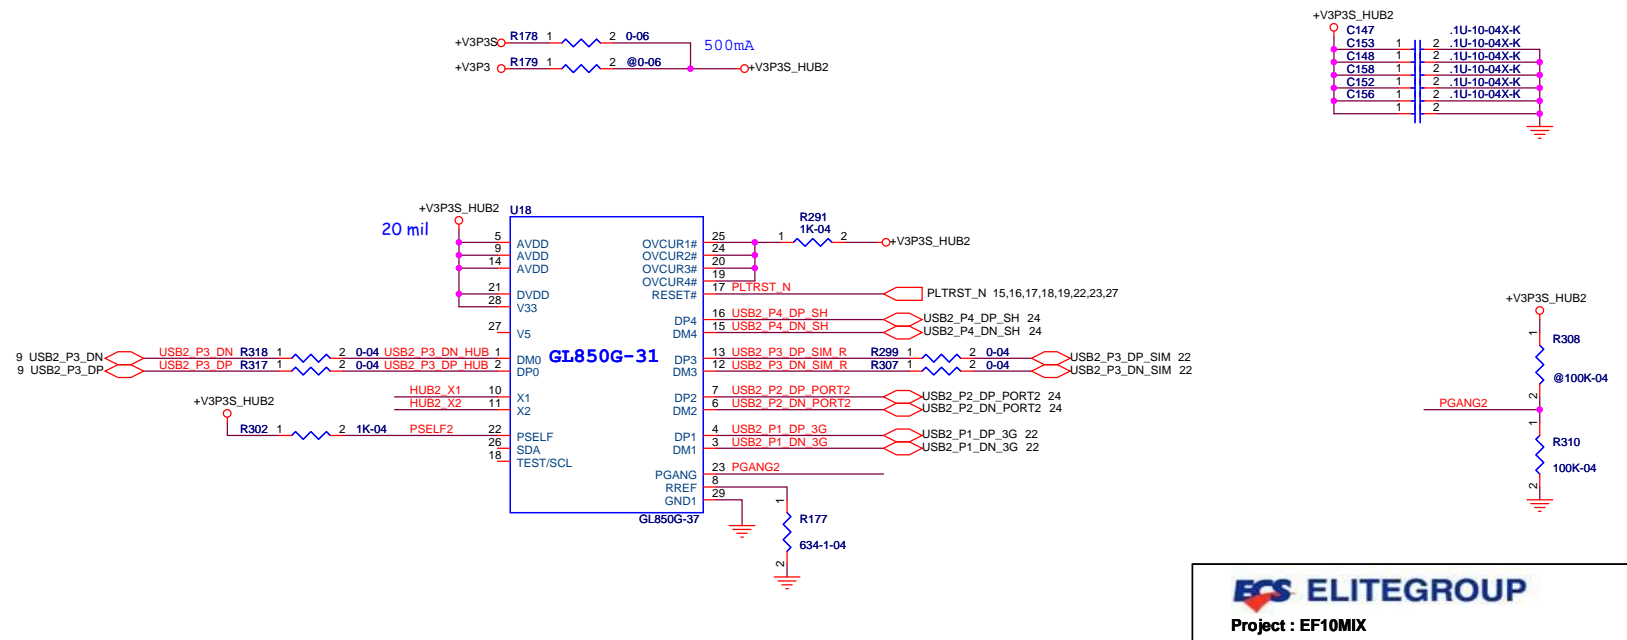 +V3P3S R178 1 2 0-06 500mA
+V3P3 R179 1 2 @0-06 +V3P3S_HUB2
+V3P3S_HUB2
C147 .1U-10-04X-K
C153 1 2 .1U-10-04X-K
C148 1 2 .1U-10-04X-K
C158 1 2 .1U-10-04X-K
C152 1 2 .1U-10-04X-K
C156 1 2 .1U-10-04X-K
1 2
+V3P3S_HUB2 U18
20 mil
5 AVDD
9 AVDD
14 AVDD
21 DVDD
28 V33
27 V5
9 USB2_P3_DN USB2_P3_DN R318 1 2 0-04 USB2_P3_DN_HUB 1 DM0
9 USB2_P3_DP USB2_P3_DP R317 1 2 0-04 USB2_P3_DP_HUB 2 DP0
HUB2_X1 10 X1
HUB2_X2 11 X2
+V3P3S_HUB2
R302 1 2 1K-04 PSELF2 22 PSELF
26 SDA
18 TEST/SCL
GL850G-31
R291
1K-04
OVCUR1# 25 1 2 +V3P3S_HUB2
OVCUR2# 24
OVCUR3# 20
OVCUR4# 19
RESET# 17 PLTRST_N PLTRST_N 15,16,17,18,19,22,23,27
DP4 16 USB2_P4_DP_SH USB2_P4_DP_SH 24
DM4 15 USB2_P4_DN_SH USB2_P4_DN_SH 24
DP3 13 USB2_P3_DP_SIM_R R299 1 2 0-04 USB2_P3_DP_SIM 22
DM3 12 USB2_P3_DN_SIM_R R307 1 2 0-04 USB2_P3_DN_SIM 22
DP2 7 USB2_P2_DP_PORT2 USB2_P2_DP_PORT2 24
DM2 6 USB2_P2_DN_PORT2 USB2_P2_DN_PORT2 24
DP1 4 USB2_P1_DP_3G USB2_P1_DP_3G 22
DM1 3 USB2_P1_DN_3G USB2_P1_DN_3G 22
PGANG 23 PGANG2
RREF 8
GND1 29
GL850G-37
1
R177
634-1-04
2
+V3P3S_HUB2
1
R308
@100K-04
2
PGANG2
1
R310
100K-04
2
ECS ELITEGROUP
Project : EF10MIX